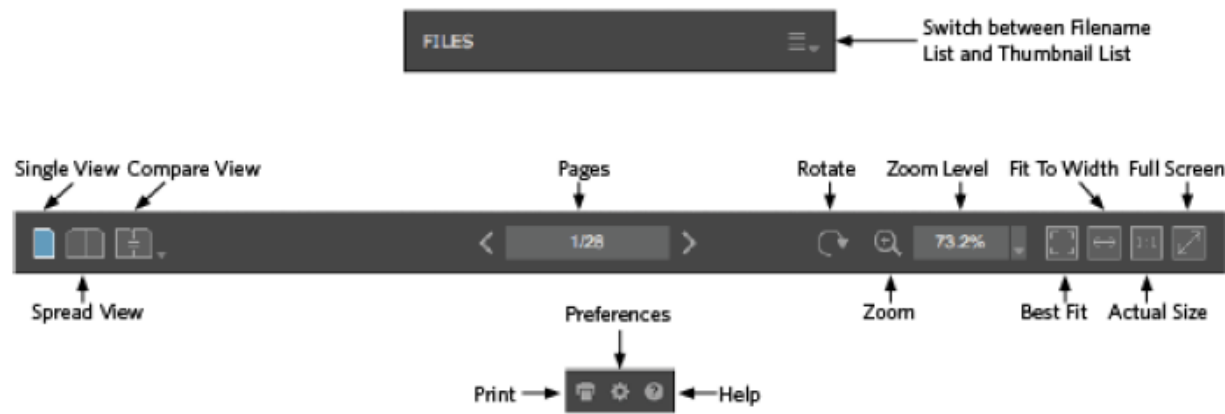 FILES
Switch between Filename
List and Thumbnail List
Single View
Compare View
Pages
Rotate
Zoom Level
Fit To Width
Full Screen
1/28
73.2%
1:1
Spread View
Zoom
Best Fit
Actual Size
Preferences
Print
?
Help